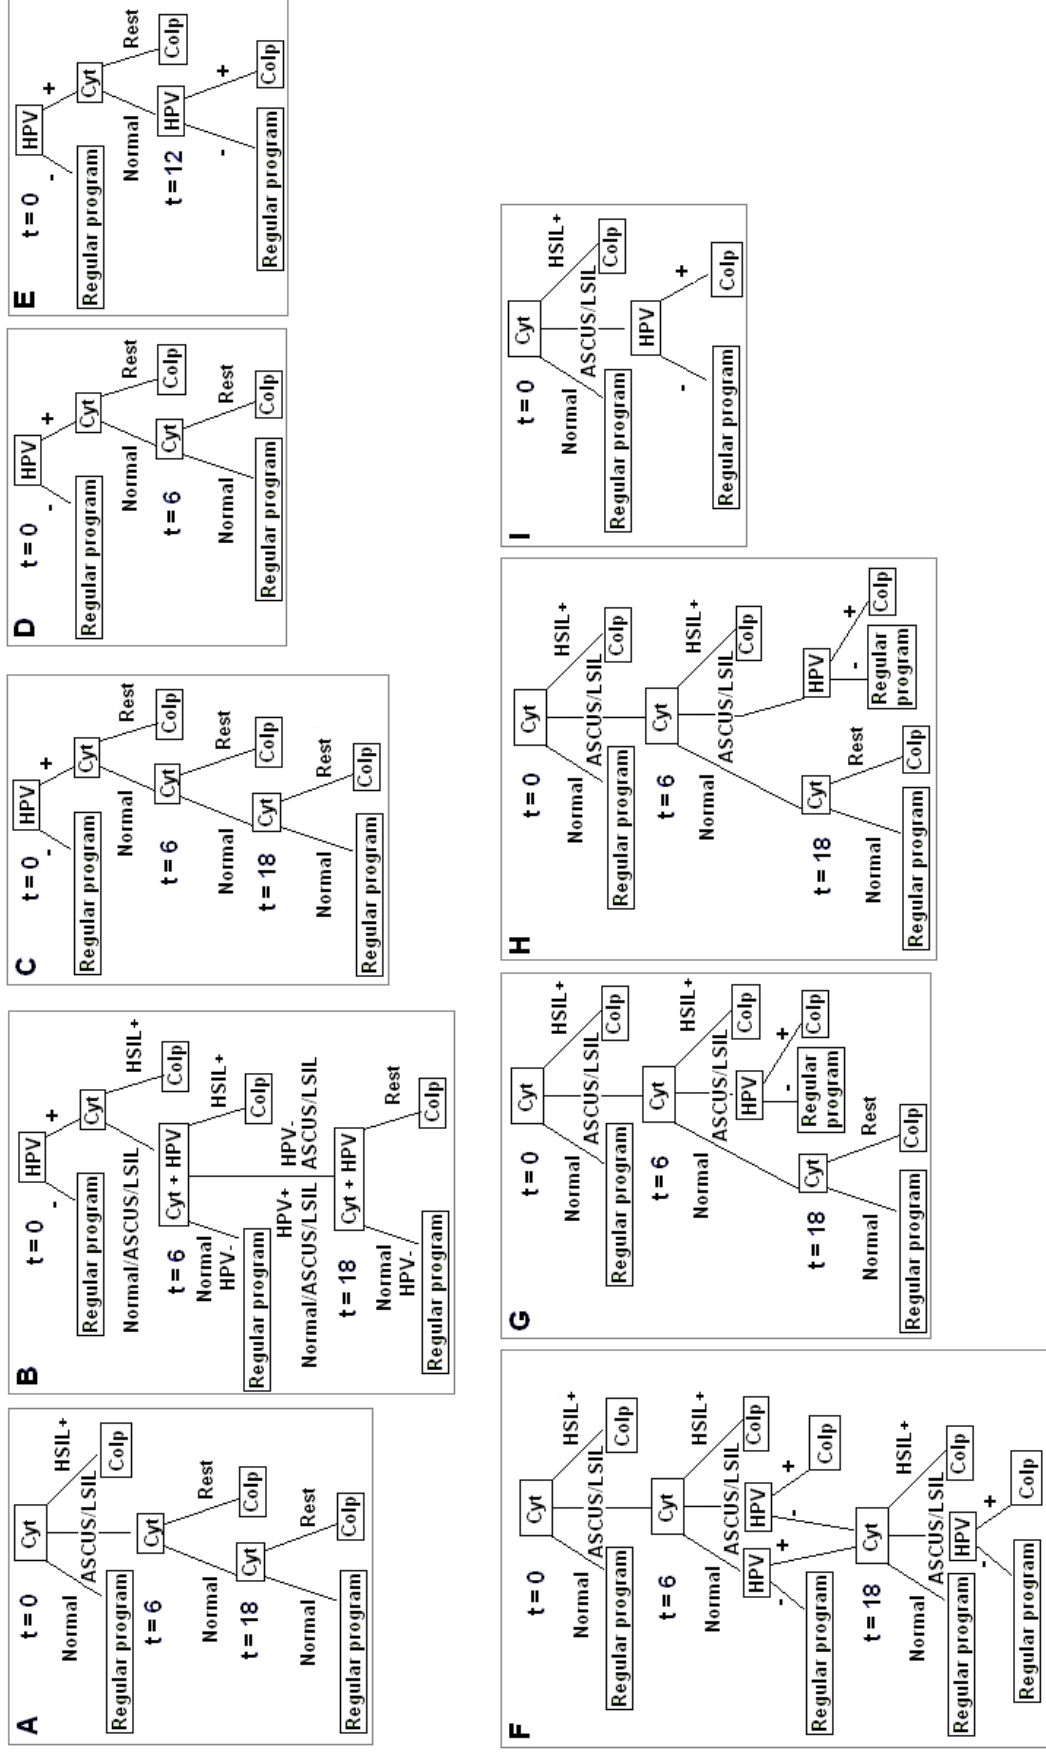 A
t = 0
Cyt
Normal
ASCUS/LSIL
HSIL+
Regular program
Colp
t = 6
Cyt
Normal
Rest
t = 18
Cyt
Colp
Normal
Rest
Regular program
Colp
B
t = 0
HPV
-
+
Regular program
Cyt
Normal/ASCUS/LSIL
HSIL+
t = 6
Cyt + HPV
Colp
Normal
HPV-
HSIL+
Regular program
Colp
HPV+
Normal/ASCUS/LSIL
HPV-
ASCUS/LSIL
t = 18
Cyt + HPV
Normal
HPV-
Rest
Regular program
Colp
C
t = 0
HPV
-
+
Regular program
Cyt
Normal
Rest
t = 6
Cyt
Colp
Normal
Rest
t = 18
Cyt
Colp
Normal
Rest
Regular program
Colp
D
t = 0
HPV
-
+
Regular program
Cyt
Normal
Rest
t = 6
Cyt
Colp
Normal
Rest
Regular program
Colp
E
t = 0
HPV
-
+
Regular program
Cyt
Normal
Rest
t = 12
HPV
Colp
-
+
Regular program
Colp
F
t = 0
Cyt
Normal
ASCUS/LSIL
HSIL+
Regular program
Colp
t = 6
Cyt
Normal
ASCUS/LSIL
HSIL+
HPV
HPV
Colp
-
+
-
+
Regular program
Colp
t = 18
Cyt
Normal
ASCUS/LSIL
HSIL+
Regular program
HPV
Colp
-
+
Regular program
Colp
G
t = 0
Cyt
Normal
ASCUS/LSIL
HSIL+
Regular program
Colp
t = 6
Cyt
Normal
ASCUS/LSIL
HSIL+
HPV
Colp
-
+
t = 18
Cyt
Regular
program
Colp
Normal
Rest
Regular program
Colp
H
t = 0
Cyt
Normal
ASCUS/LSIL
HSIL+
Regular program
Colp
t = 6
Cyt
Normal
ASCUS/LSIL
HSIL+
Colp
t = 18
Cyt
HPV
Normal
Rest
-
+
Regular program
Colp
Regular
program
Colp
I
t = 0
Cyt
Normal
ASCUS/LSIL
HSIL+
Regular program
Colp
HPV
-
+
Regular program
Colp